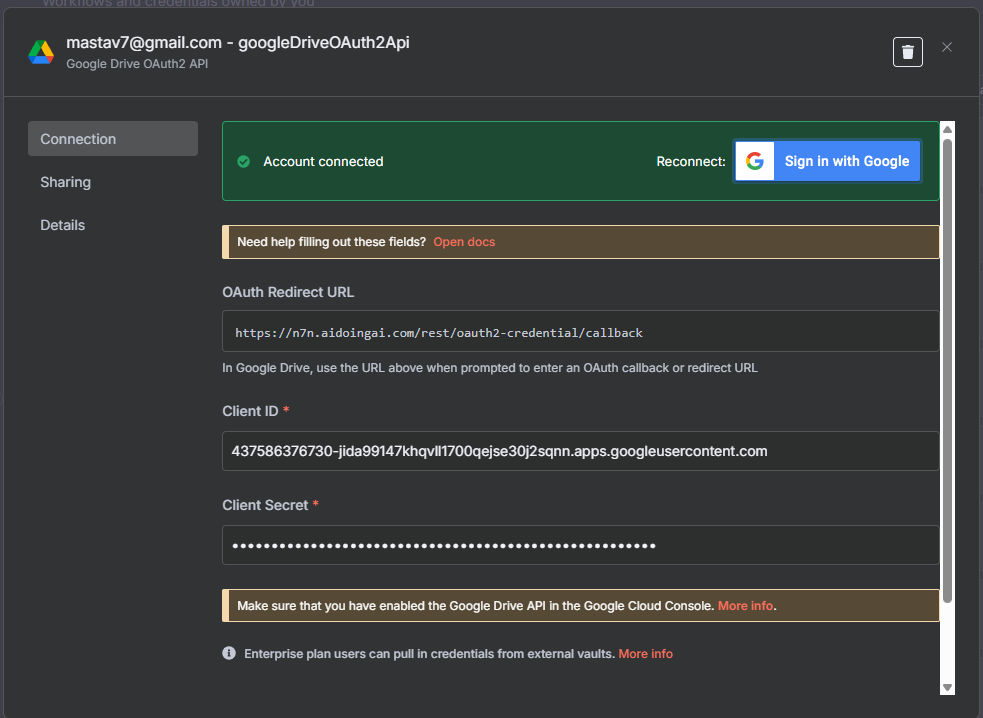 Workflows and credentials owned by you
mastav7@gmail.com - googleDriveOAuth2Api
Google Drive OAuth2 API
Connection
Sharing
Details
Account connected
Reconnect:
Sign in with Google
Need help filling out these fields? Open docs
OAuth Redirect URL
https://n7n.aidoingai.com/rest/oauth2-credential/callback
In Google Drive, use the URL above when prompted to enter an OAuth callback or redirect URL
Client ID *
437586376730-jida99147khqvll1700qejse30j2sqnn.apps.googleusercontent.com
Client Secret *
Make sure that you have enabled the Google Drive API in the Google Cloud Console. More info.
Enterprise plan users can pull in credentials from external vaults. More info